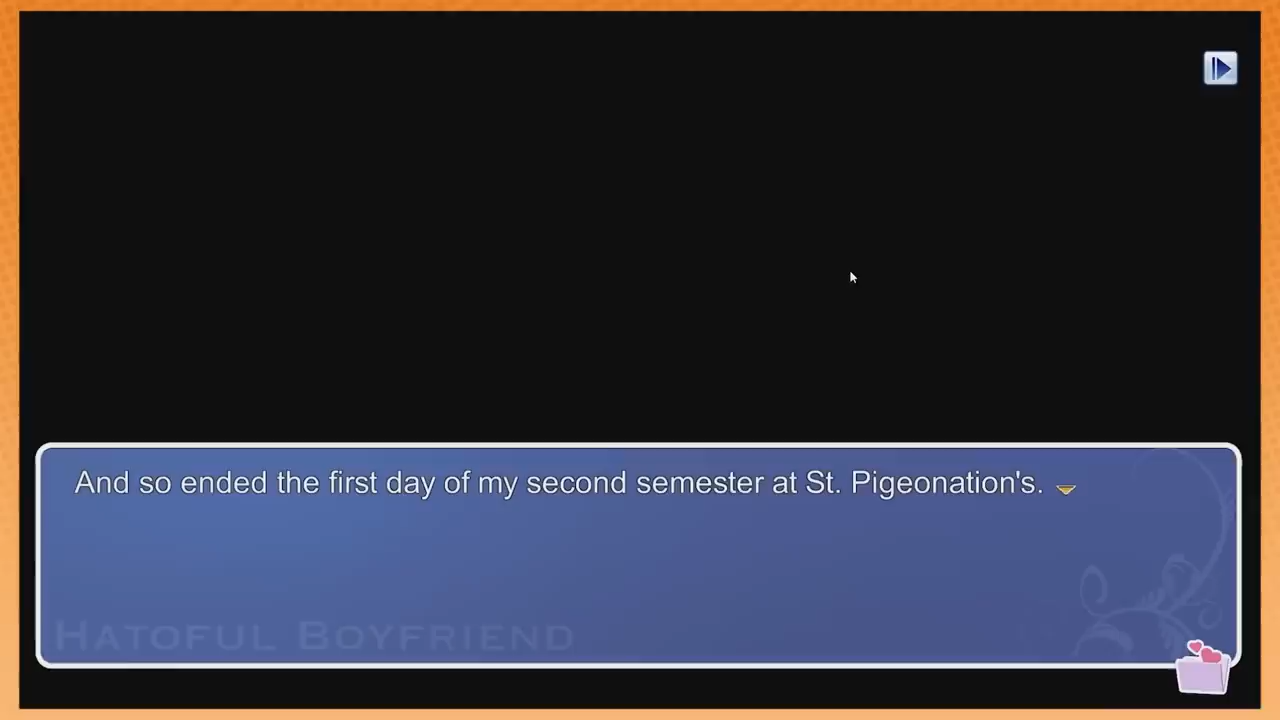 And so ended the first day of my second semester at St. Pigeonation's.
HATOFUL BOYFRIEND